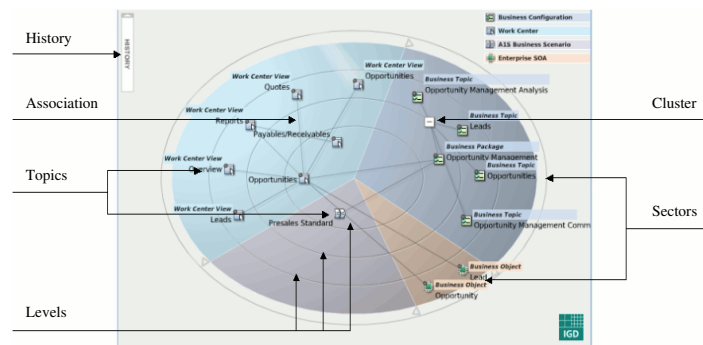 History
Association
Topics
Levels
HISTORY
Business Configuration
Work Center
A1S Business Scenario
Enterprise SOA
Work Center View
Opportunities
Work Center View
Quotes
Business Topic
Opportunity Management Analysis
Work Center View
Reports
Payables/Receivables
Business Topic
Leads
Business Package
Opportunity Management
Work Center View
Overview
Opportunities
Business Topic
Opportunities
Work Center View
Leads
Presales Standard
Business Topic
Opportunity Management Comm
Business Object
Lead
Business Object
Opportunity
IGD
Cluster
Sectors